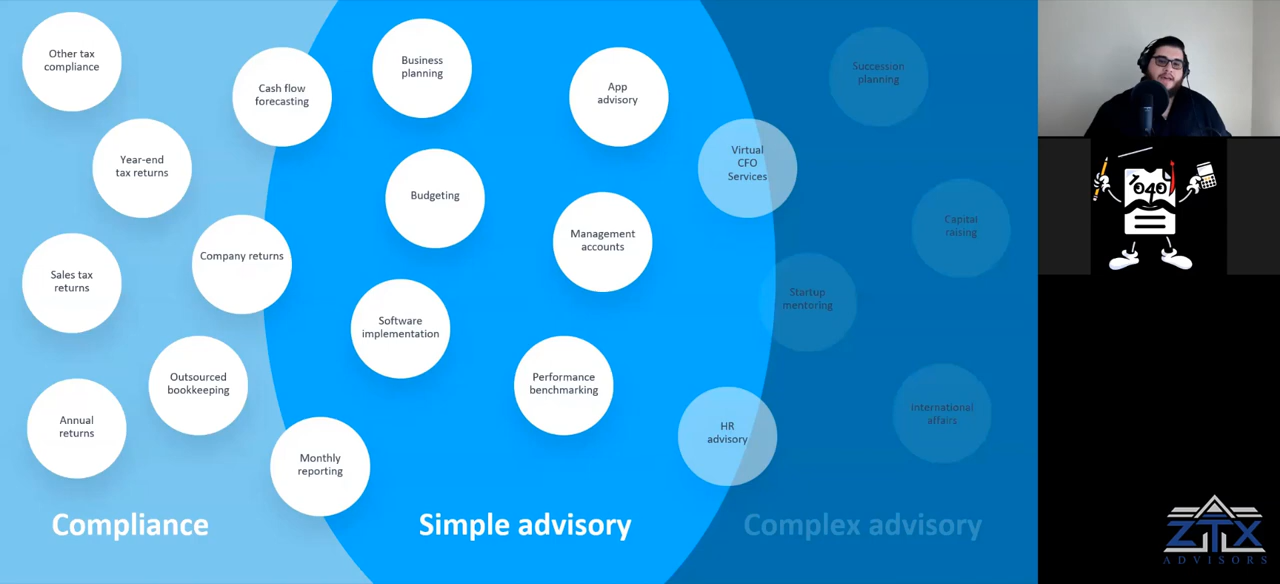 Other tax
compliance
Cash flow
forecasting
Business
planning
App
advisory
Succession
planning
Year-end
tax returns
Virtual
CFO
Services
Budgeting
Company returns
Management
accounts
Capital
raising
Sales tax
returns
Software
implementation
Startup
mentoring
Outsourced
bookkeeping
Performance
benchmarking
Annual
returns
HR
advisory
International
affairs
Monthly
reporting
Compliance
Simple advisory
Complex advisory
1040
ZTX
ADVISORS